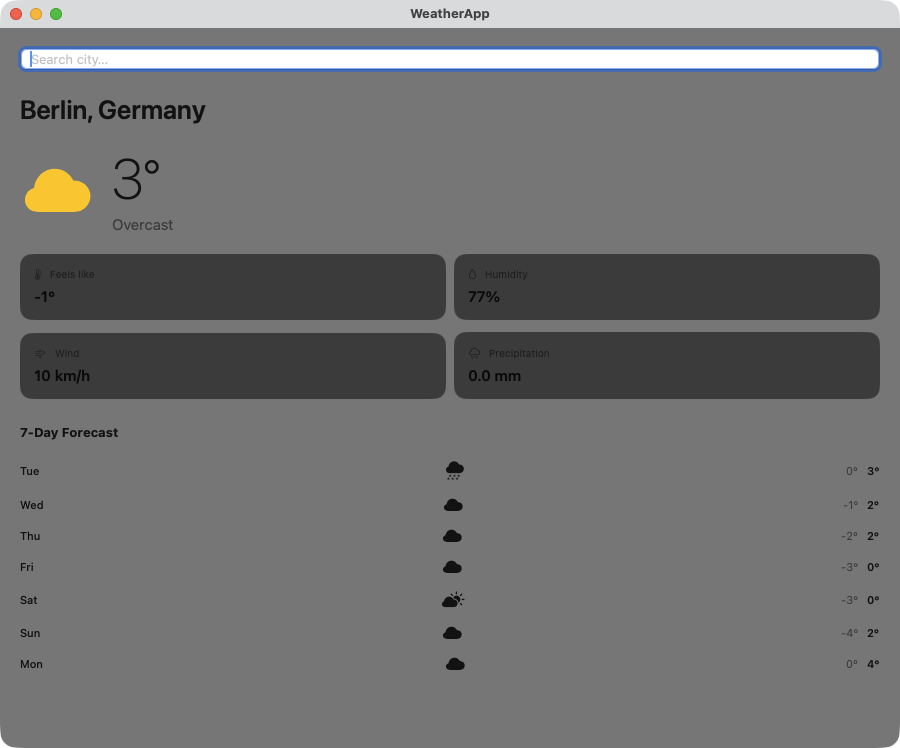 WeatherApp
Search city...
Berlin, Germany
3°
Overcast
Feels like
-1°
Humidity
77%
Wind
10 km/h
Precipitation
0.0 mm
7-Day Forecast
Tue 0° 3°
Wed -1° 2°
Thu -2° 2°
Fri -3° 0°
Sat -3° 0°
Sun -4° 2°
Mon 0° 4°